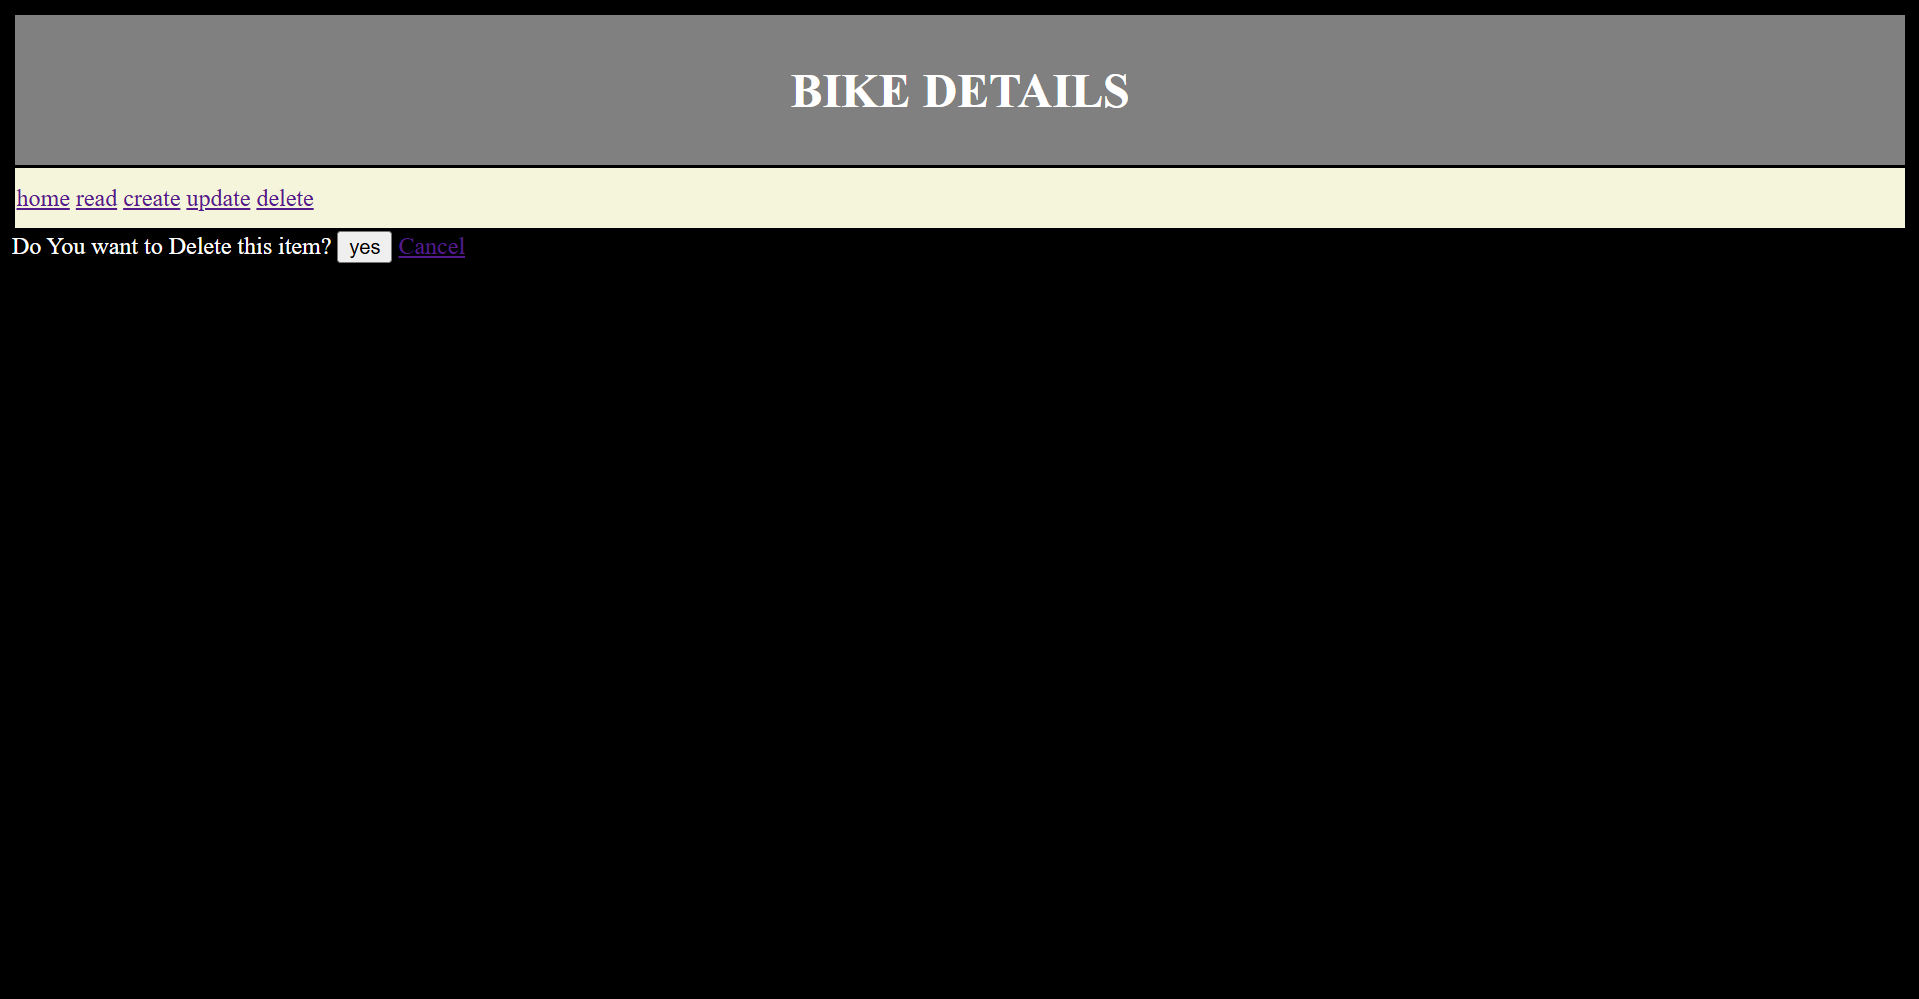 BIKE DETAILS
home read create update delete
Do You want to Delete this item? yes Cancel